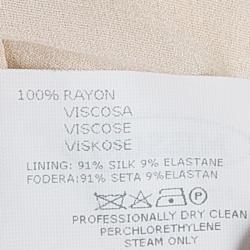 100% RAYON
VISCOSA
VISCOSE
VISKOSE
LINING: 91% SILK 9% ELASTANE
FODERA:91% SETA 9%ELASTAN
PROFESSIONALLY DRY CLEAN
PERCHLORETHYLENE
STEAM ONLY